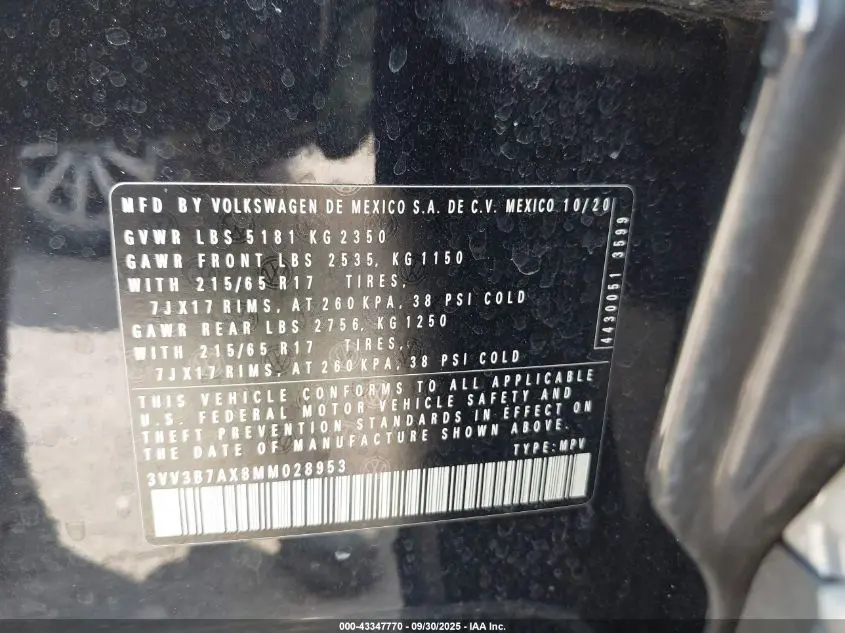 MFD BY VOLKSWAGEN DE MEXICO S.A. DE C.V. MEXICO 10/20
GVWR LBS 5181 KG 2350
GAWR FRONT LBS 2535, KG 1150
WITH 215/65 R17 TIRES,
7JX17 RIMS, AT 260 KPA, 38 PSI COLD
GAWR REAR LBS 2756, KG 1250
WITH 215/65 R17 TIRES,
7JX17 RIMS, AT 260 KPA, 38 PSI COLD
THIS VEHICLE CONFORMS TO ALL APPLICABLE
U.S. FEDERAL MOTOR VEHICLE SAFETY AND
THEFT PREVENTION STANDARDS IN EFFECT ON
THE DATE OF MANUFACTURE SHOWN ABOVE.
TYPE: MPV
3VV3B7AX8MM028953
4430051 3599
000-43347770 - 09/30/2025 - IAA Inc.